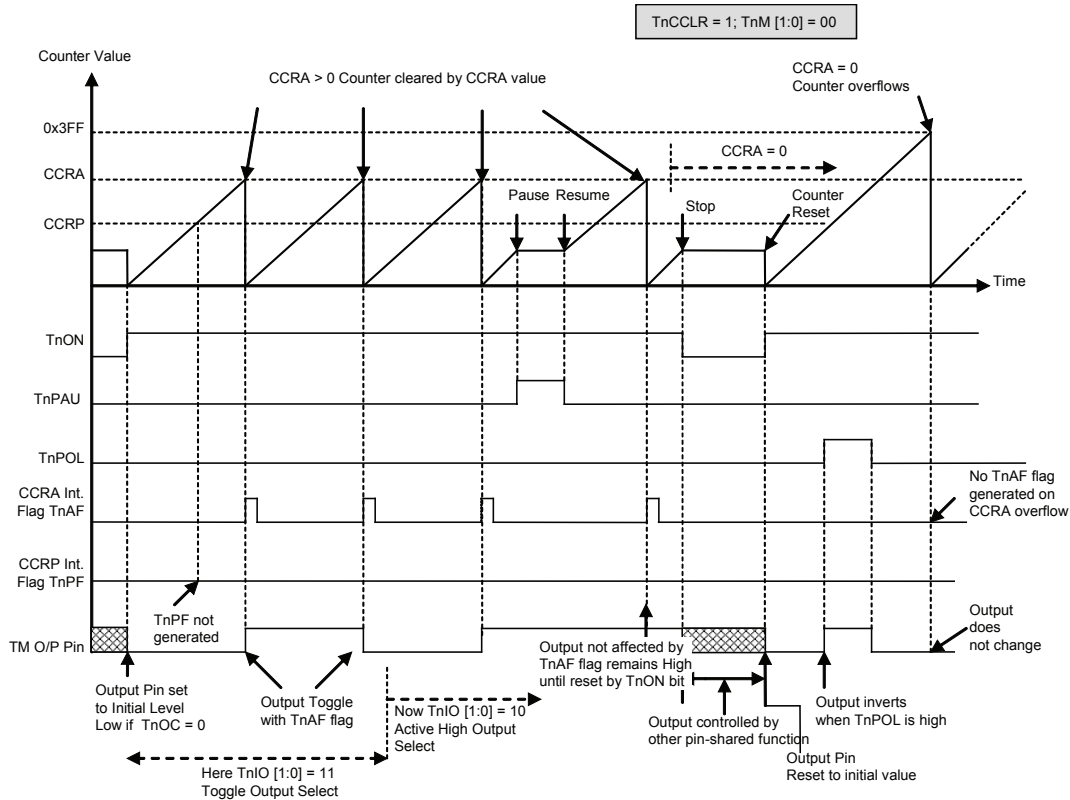 TnCCLR = 1; TnM [1:0] = 00
Counter Value
CCRA > 0 Counter cleared by CCRA value
CCRA = 0
Counter overflows
0x3FF
CCRA = 0
CCRA
Pause
Resume
Stop
Counter
Reset
CCRP
Time
TnON
TnPAU
TnPOL
No TnAF flag
generated on
CCRA overflow
CCRA Int.
Flag TnAF
CCRP Int.
Flag TnPF
TnPF not
generated
Output
does
not change
TM O/P Pin
Output not affected by
TnAF flag remains High
until reset by TnON bit
Output Pin set
to Initial Level
Low if TnOC = 0
Output Toggle
with TnAF flag
Now TnIO [1:0] = 10
Active High Output
Select
Output controlled by
other pin-shared function
Output inverts
when TnPOL is high
Output Pin
Reset to initial value
Here TnIO [1:0] = 11
Toggle Output Select